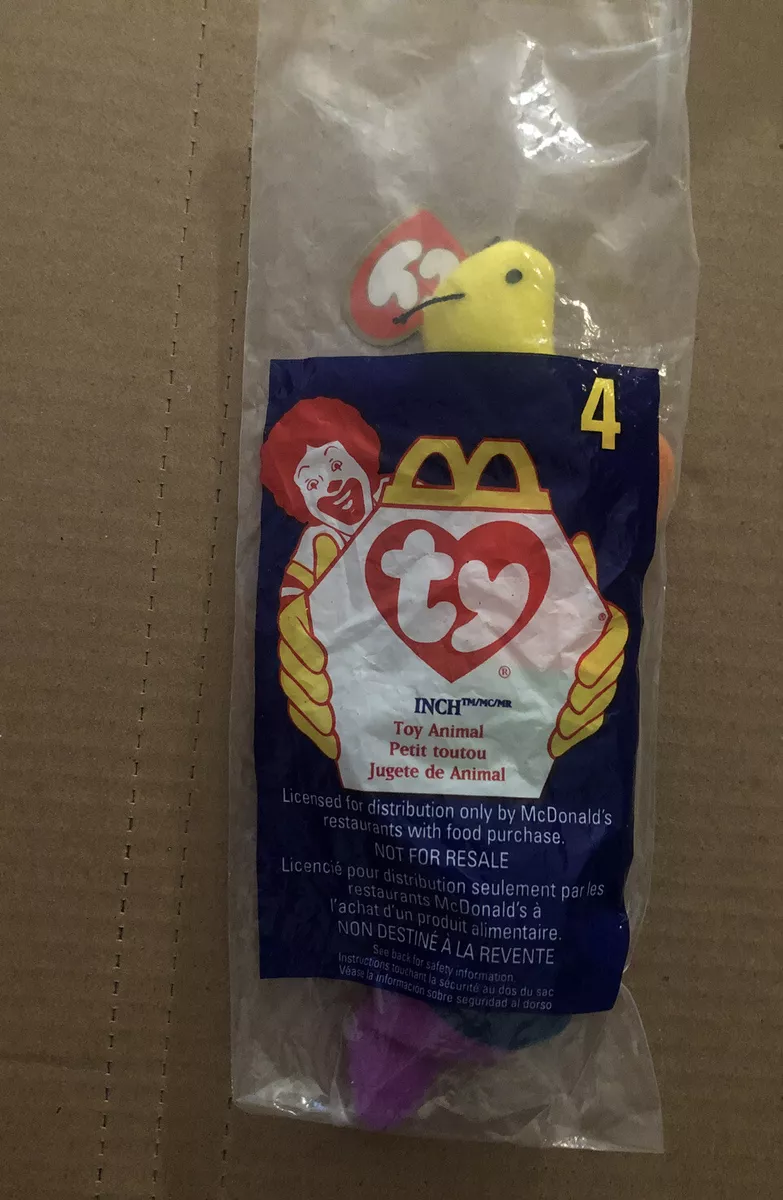 ty
4
ty®
INCH™/MC/MR
Toy Animal
Petit toutou
Jugete de Animal
Licensed for distribution only by McDonald's
restaurants with food purchase.
NOT FOR RESALE
Licencié pour distribution seulement par les
restaurants McDonald's à
l'achat d'un produit alimentaire.
NON DESTINÉ À LA REVENTE
See back for safety information.
Instructions touchant la sécurité au dos du sac
Véase la información sobre seguridad al dorso